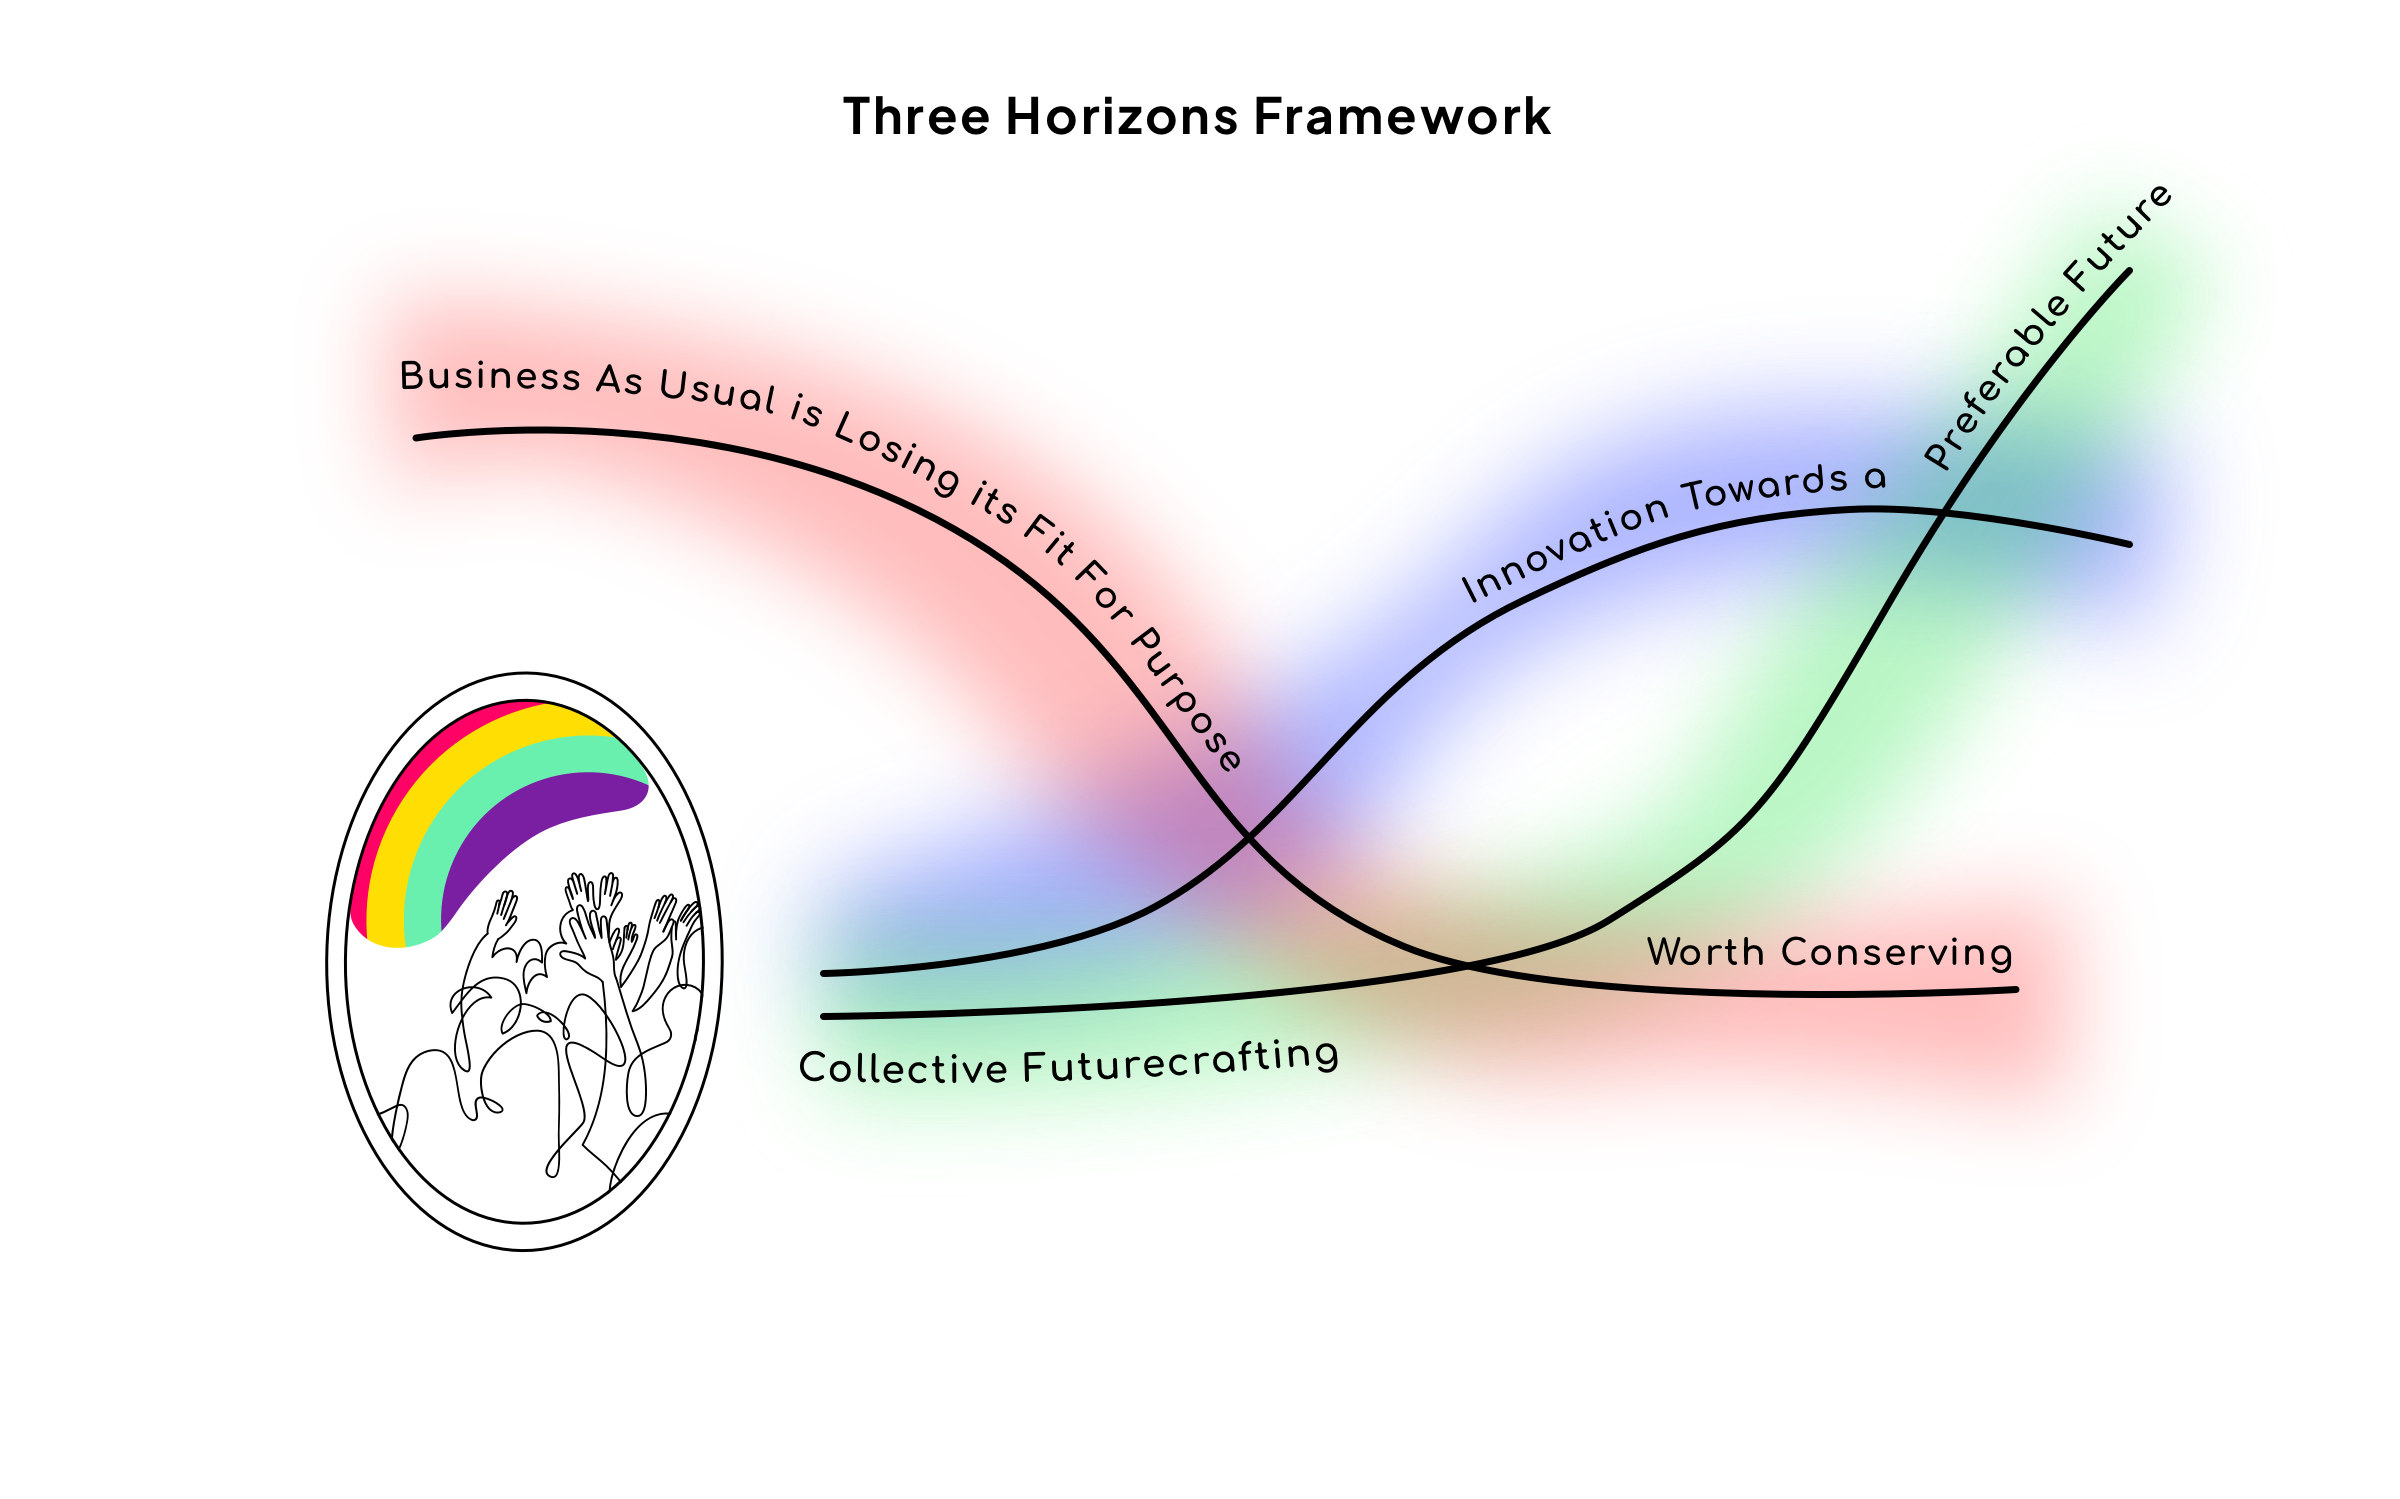 Three Horizons Framework
Business As Usual is Losing its Fit For Purpose
Innovation Towards a
Preferable Future
Worth Conserving
Collective Futurecrafting